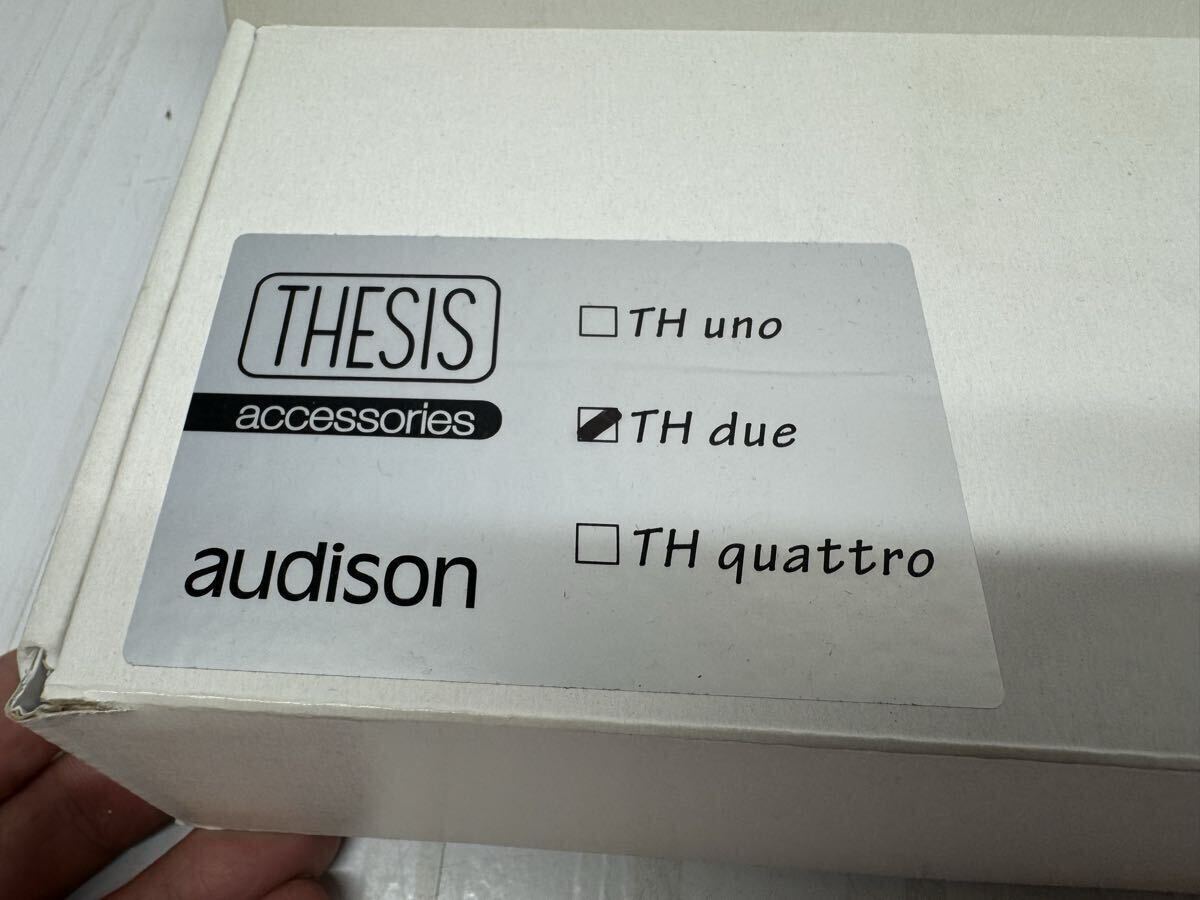 THESIS
accessories
audison
TH uno
TH due
TH quattro